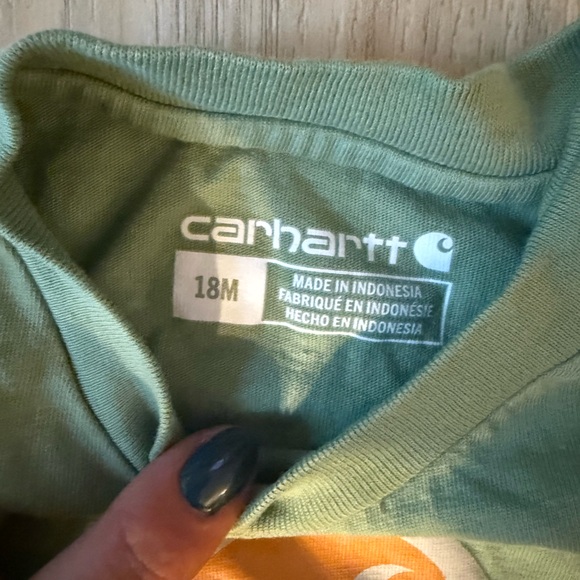 carhartt
18M
MADE IN INDONESIA
FABRIQUÉ EN INDONÉSIE
HECHO EN INDONESIA